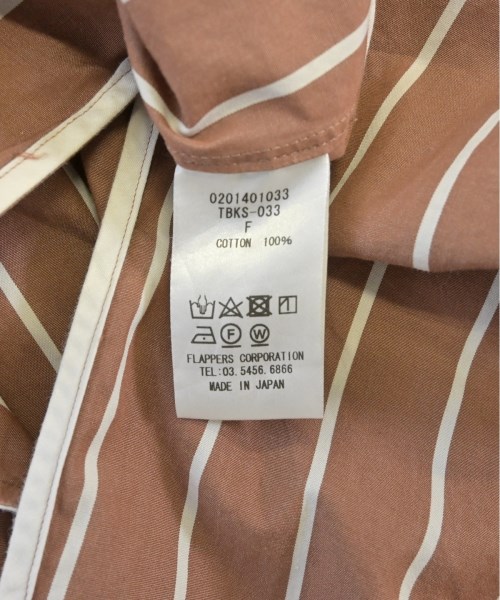 0201401033
TBKS-033
F
COTTON 100%
F W
FLAPPERS CORPORATION
TEL:03.5456.6866
MADE IN JAPAN